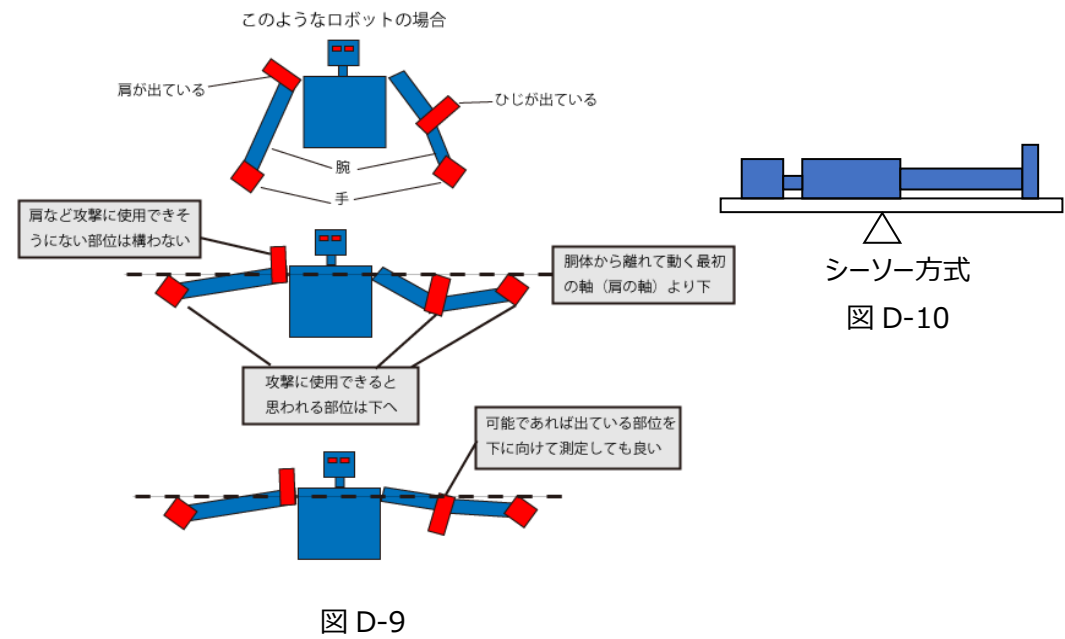 このようなロボットの場合
肩が出ている
ひじが出ている
腕
手
肩など攻撃に使用できそ
うにない部位は構わない
胴体から離れて動く最初
の軸（肩の軸）より下
攻撃に使用できると
思われる部位は下へ
可能であれば出ている部位を
下に向けて測定しても良い
図 D-9
シーソー方式
図 D-10